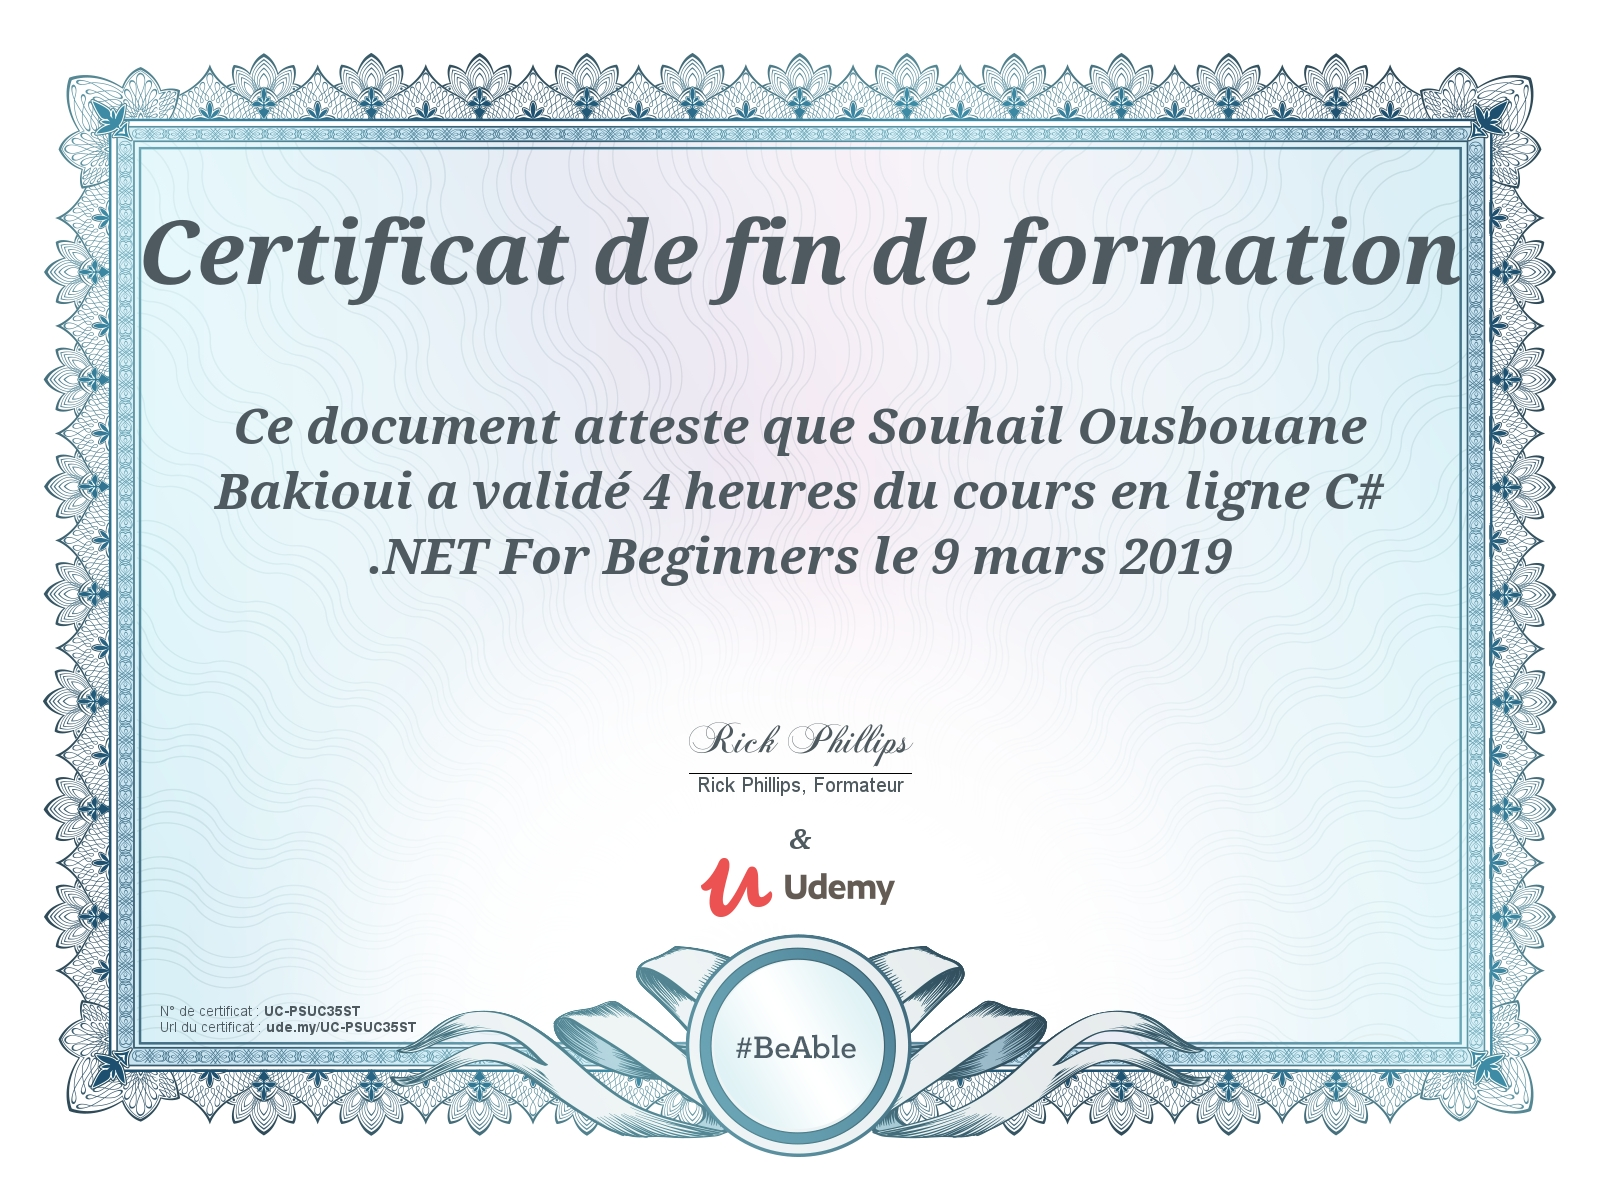 Certificat de fin de formation
Ce document atteste que Souhail Ousbouane
Bakioui a validé 4 heures du cours en ligne C#
.NET For Beginners le 9 mars 2019
Rick Phillips
Rick Phillips, Formateur
&
Udemy
N° de certificat : UC-PSUC35ST
Url du certificat : ude.my/UC-PSUC35ST
#BeAble